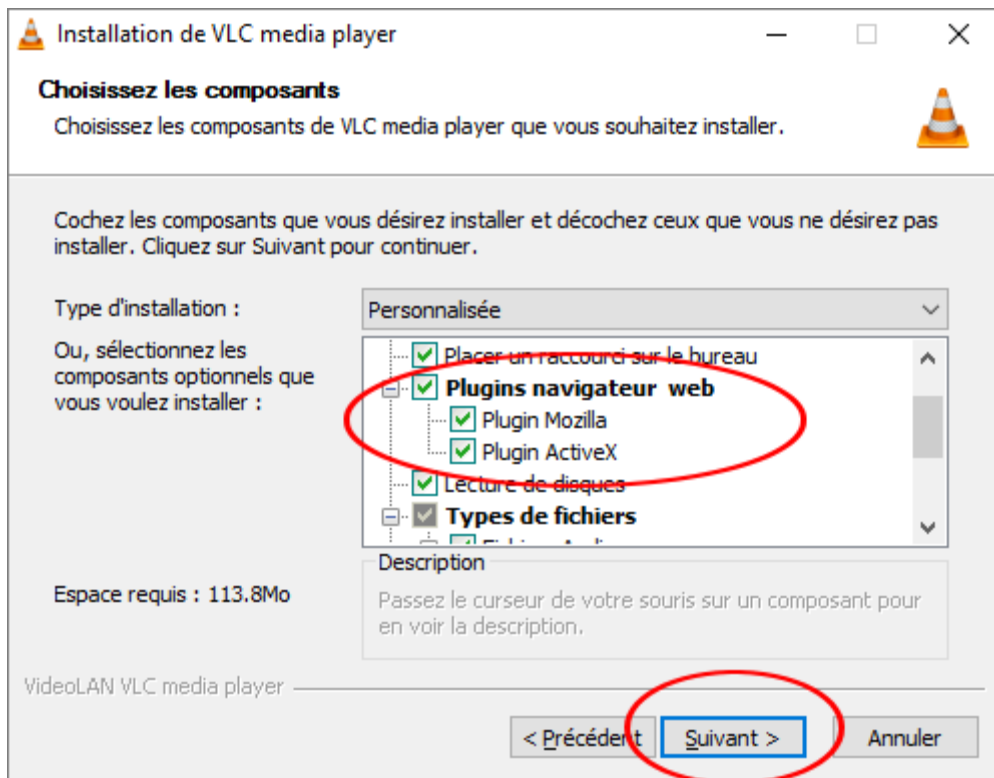 Installation de VLC media player
Choisissez les composants
Choisissez les composants de VLC media player que vous souhaitez installer.
Cochez les composants que vous désirez installer et décochez ceux que vous ne désirez pas
installer. Cliquez sur Suivant pour continuer.
Type d'installation :
Personnalisée
Ou, sélectionnez les
composants optionnels que
vous voulez installer :
Placer un raccourci sur le bureau
Plugins navigateur web
Plugin Mozilla
Plugin ActiveX
Lecture de disques
Types de fichiers
Espace requis : 113.8Mo
Description
Passez le curseur de votre souris sur un composant pour
en voir la description.
VideoLAN VLC media player
< Précédent
Suivant >
Annuler